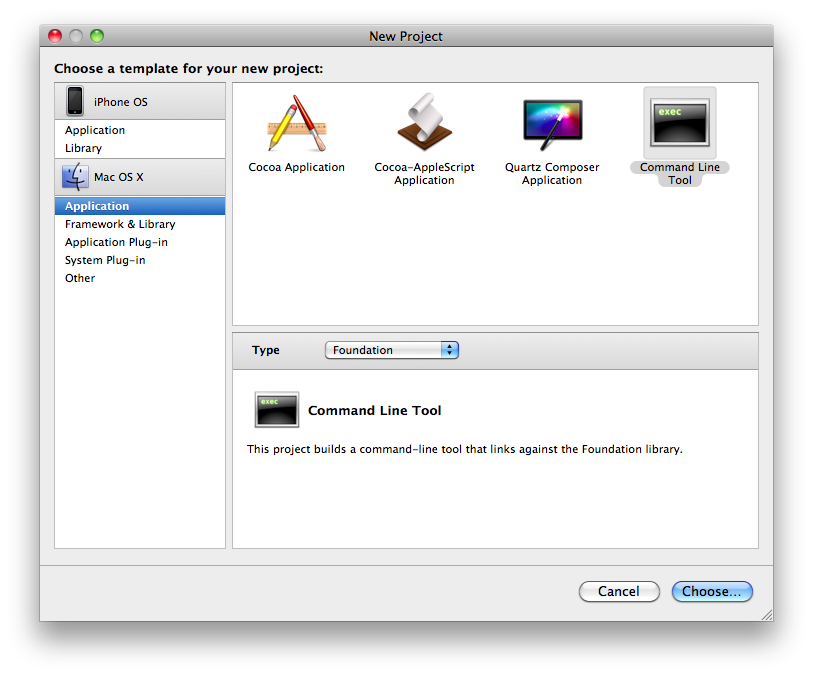 New Project
Choose a template for your new project:
iPhone OS
Application
Library
Mac OS X
Application
Framework & Library
Application Plug-in
System Plug-in
Other
Cocoa Application
Cocoa-AppleScript
Application
Quartz Composer
Application
exec
Command Line
Tool
Type
Foundation
exec
Command Line Tool
This project builds a command-line tool that links against the Foundation library.
Cancel
Choose...